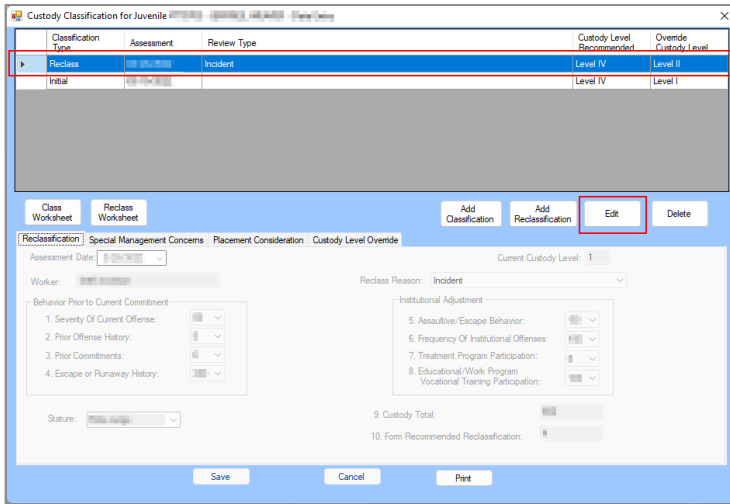 Custody Classification for Juvenile
Classification Type Assessment Review Type Custody Level Recommended Override Custody Level
Reclass Incident Level IV Level II
Initial Level IV Level I
Class Worksheet Reclass Worksheet Add Classification Add Reclassification Edit Delete
Reclassification Special Management Concerns Placement Consideration Custody Level Override
Assessment Date: Current Custody Level: 1
Worker: Reclass Reason: Incident
Behavior Prior to Current Commitment Institutional Adjustment
1. Severity Of Current Offense: 5. Assaultive/Escape Behavior:
2. Prior Offense History: 6. Frequency Of Institutional Offenses:
3. Prior Commitments: 7. Treatment Program Participation:
4. Escape or Runaway History: 8. Educational/Work Program
Vocational Training Participation:
Stature: 9. Custody Total:
10. Form Recommended Reclassification:
Save Cancel Print